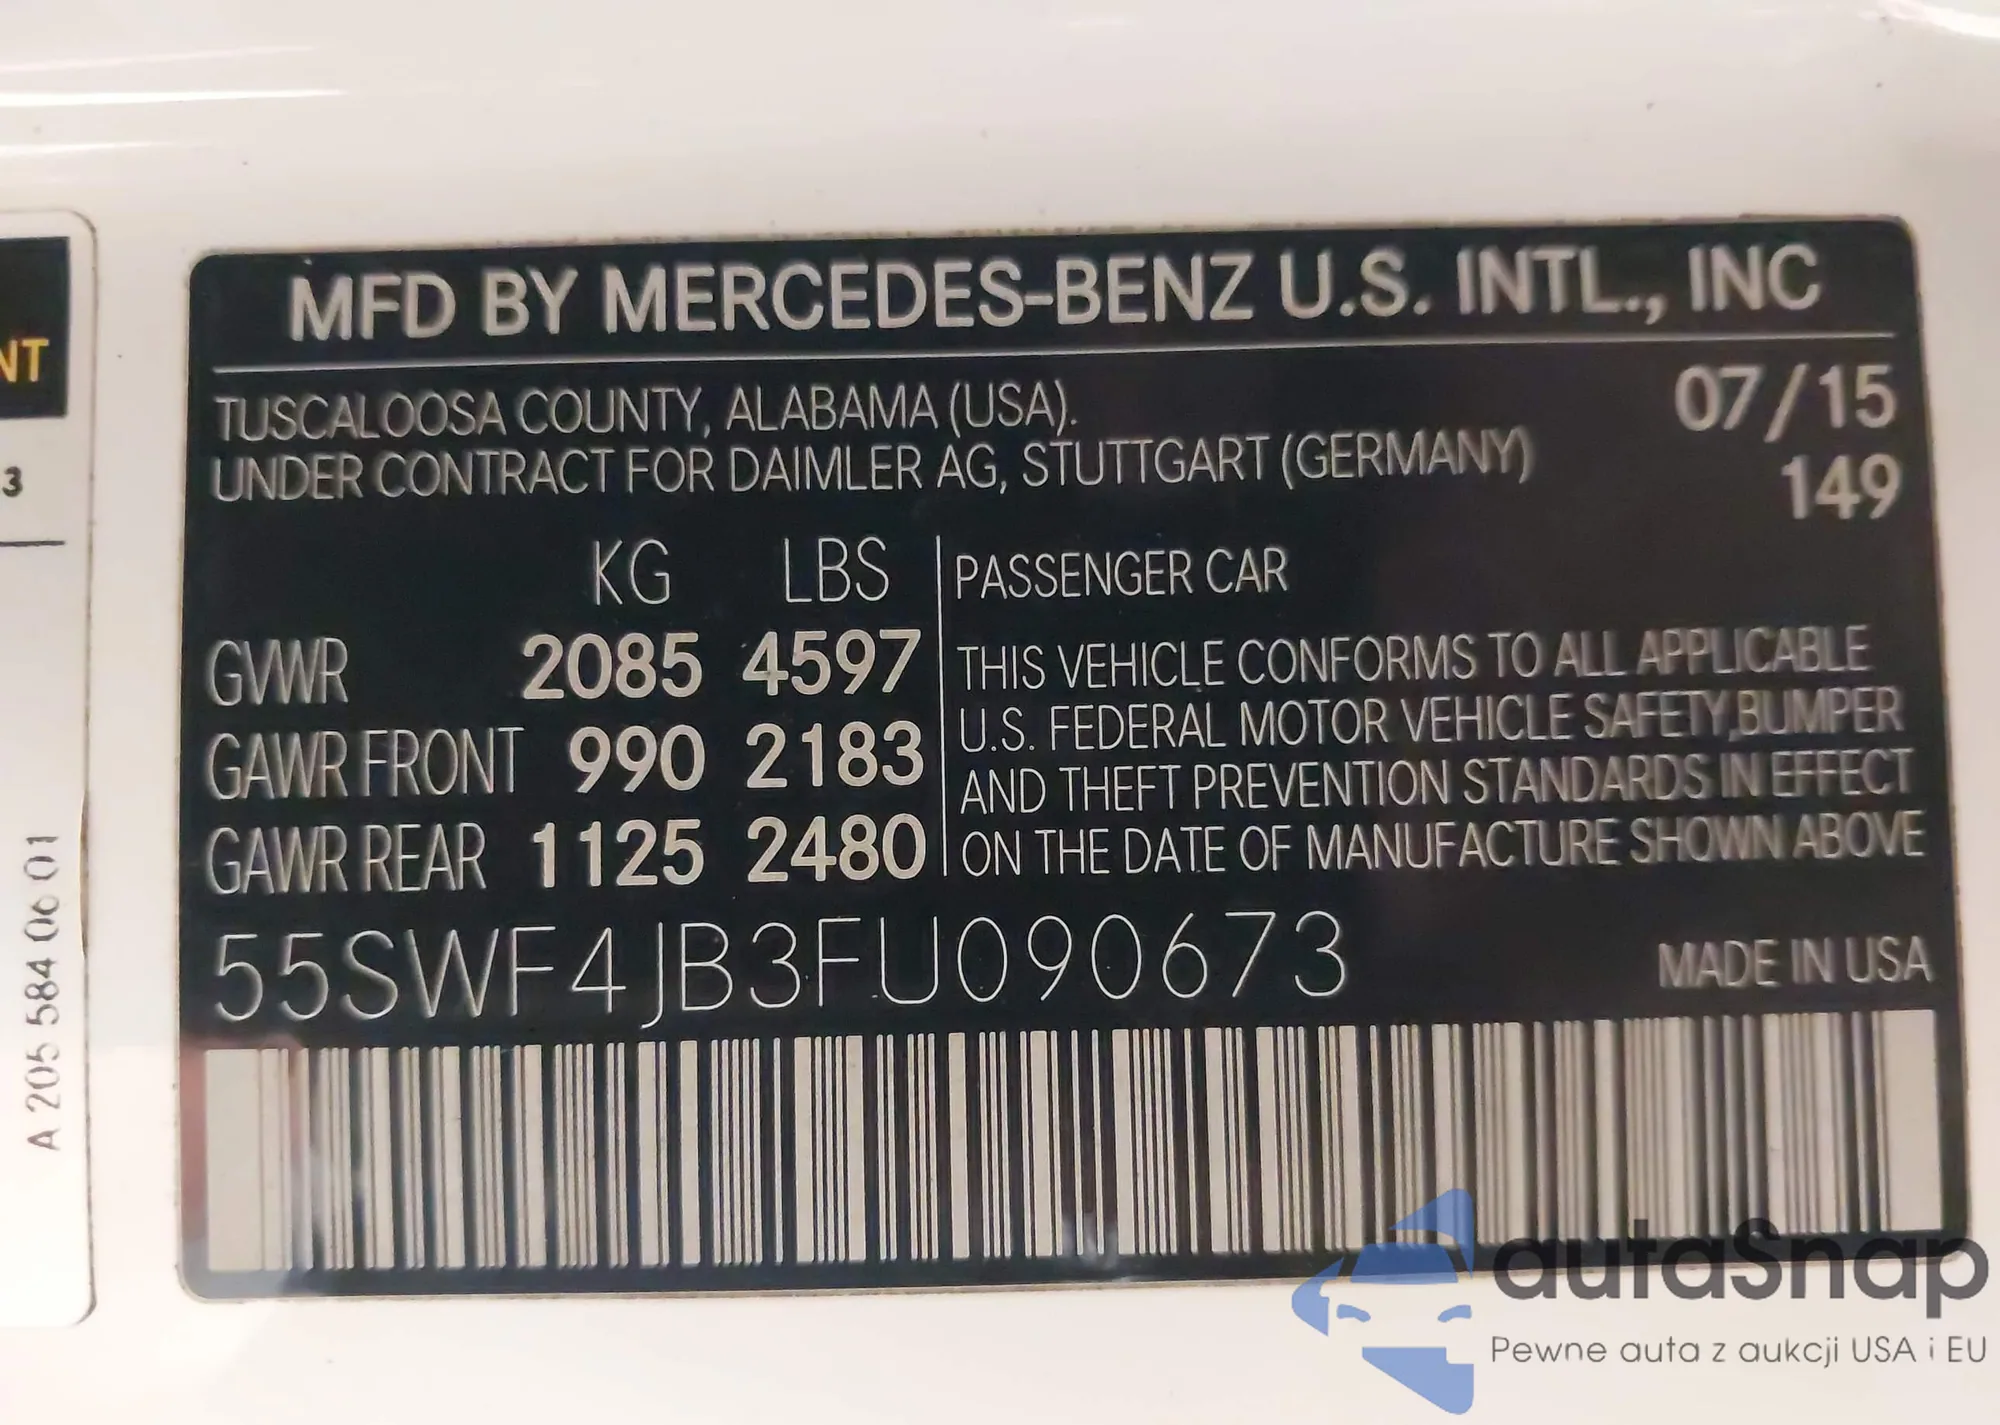 NT
3
A 205 584 06 01
MFD BY MERCEDES-BENZ U.S. INTL., INC
TUSCALOOSA COUNTY, ALABAMA (USA).
UNDER CONTRACT FOR DAIMLER AG, STUTTGART (GERMANY)
07/15
149
KG LBS
GVWR 2085 4597
GAWR FRONT 990 2183
GAWR REAR 1125 2480
PASSENGER CAR
THIS VEHICLE CONFORMS TO ALL APPLICABLE
U.S. FEDERAL MOTOR VEHICLE SAFETY,BUMPER
AND THEFT PREVENTION STANDARDS IN EFFECT
ON THE DATE OF MANUFACTURE SHOWN ABOVE
55SWF4JB3FU090673
MADE IN USA
autaSnap
Pewne auta z aukcji USA i EU